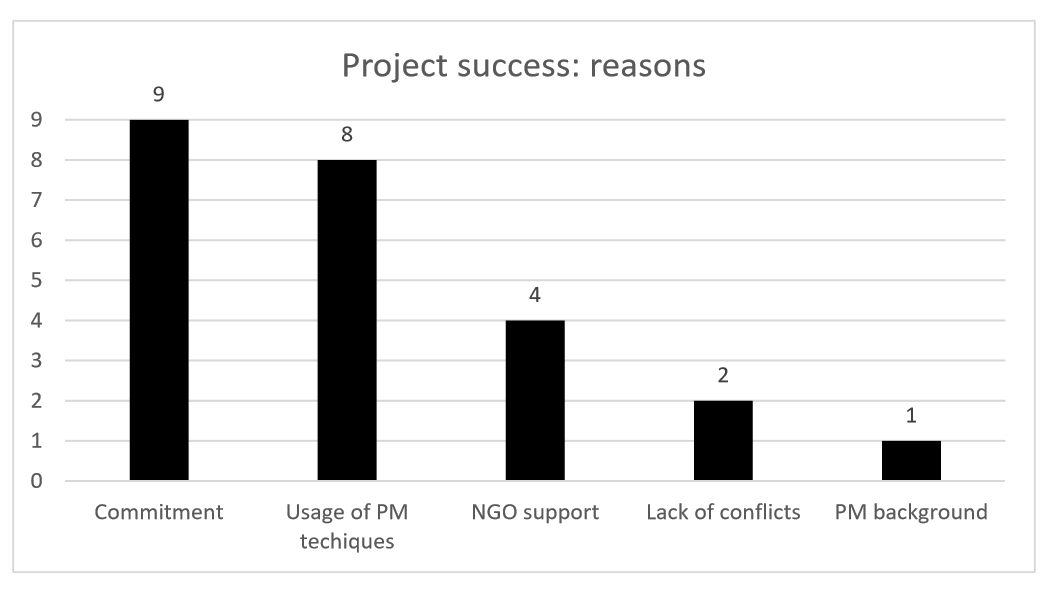 Project success: reasons
9
8
4
2
1
9
8
7
6
5
4
3
2
1
0
Commitment
Usage of PM
techiques
NGO support
Lack of conflicts
PM background